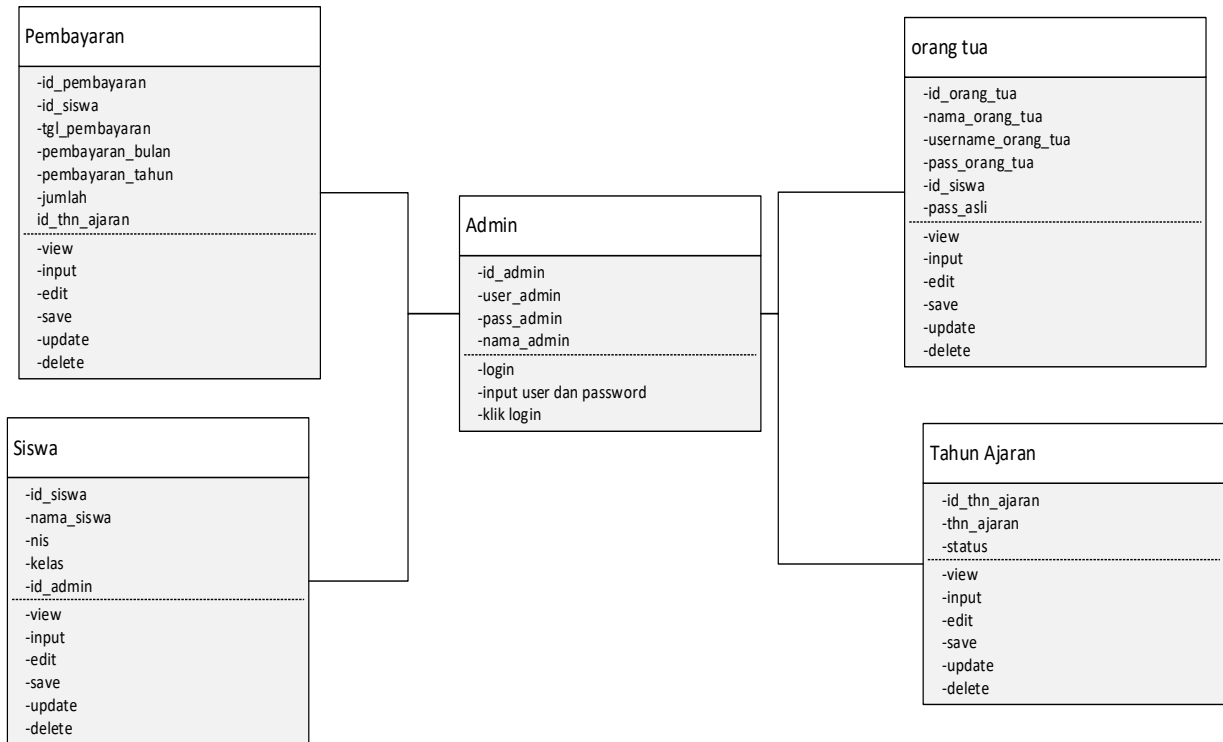 Pembayaran
-id_pembayaran
-id_siswa
-tgl_pembayaran
-pembayaran_bulan
-pembayaran_tahun
-jumlah
id_thn_ajaran
-view
-input
-edit
-save
-update
-delete
Siswa
-id_siswa
-nama_siswa
-nis
-kelas
-id_admin
-view
-input
-edit
-save
-update
-delete
Admin
-id_admin
-user_admin
-pass_admin
-nama_admin
-login
-input user dan password
-klik login
orang tua
-id_orang_tua
-nama_orang_tua
-username_orang_tua
-pass_orang_tua
-id_siswa
-pass_asli
-view
-input
-edit
-save
-update
-delete
Tahun Ajaran
-id_thn_ajaran
-thn_ajaran
-status
-view
-input
-edit
-save
-update
-delete